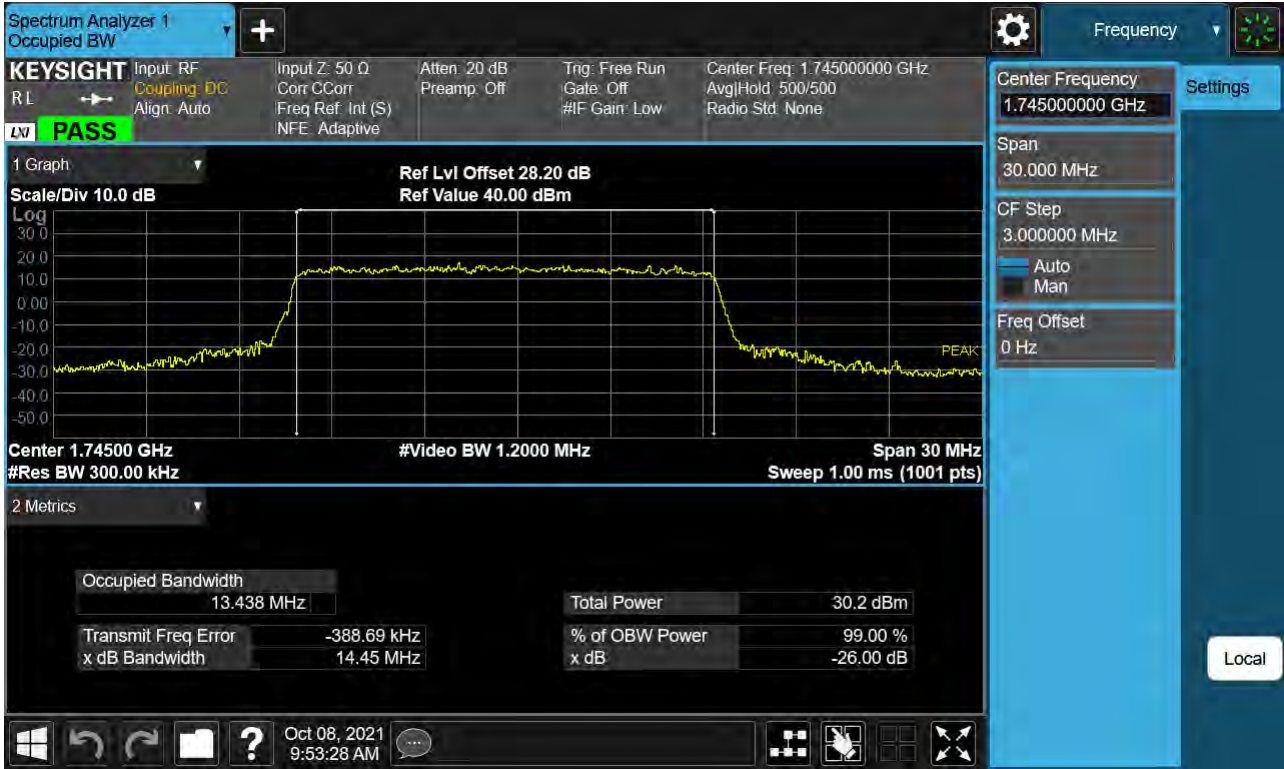 Spectrum Analyzer 1
Occupied BW
+
Frequency
KEYSIGHT
R L
LXI
PASS
Input: RF
Coupling: DC
Align: Auto
Input Z: 50 Ω
Corr CCorr
Freq Ref: Int (S)
NFE: Adaptive
Atten: 20 dB
Preamp: Off
Trig: Free Run
Gate: Off
#IF Gain: Low
Center Freq: 1.745000000 GHz
Avg|Hold: 500/500
Radio Std: None
1 Graph
Scale/Div 10.0 dB
Ref Lvl Offset 28.20 dB
Ref Value 40.00 dBm
Log
30.0
20.0
10.0
0.00
-10.0
-20.0
-30.0
-40.0
-50.0
PEAK
Center 1.74500 GHz
#Video BW 1.2000 MHz
Span 30 MHz
#Res BW 300.00 kHz
Sweep 1.00 ms (1001 pts)
2 Metrics
Occupied Bandwidth
13.438 MHz
Transmit Freq Error -388.69 kHz
x dB Bandwidth 14.45 MHz
Total Power 30.2 dBm
% of OBW Power 99.00 %
x dB -26.00 dB
Center Frequency
1.745000000 GHz
Span
30.000 MHz
CF Step
3.000000 MHz
Auto
Man
Freq Offset
0 Hz
Settings
Local
?
Oct 08, 2021
9:53:28 AM